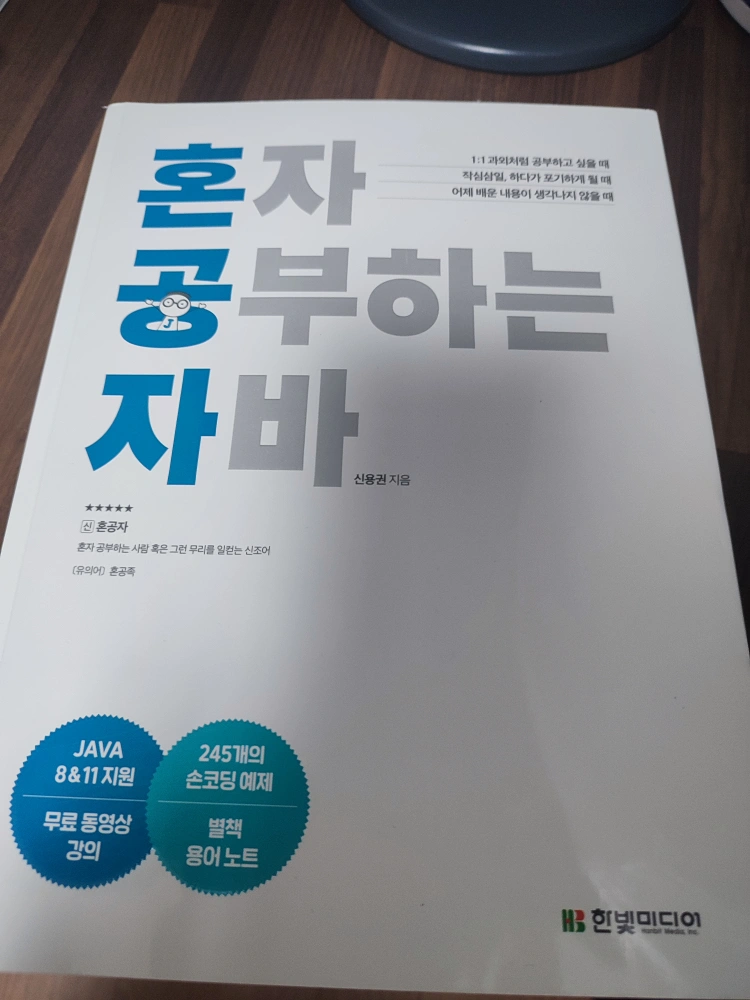 혼자
1:1 과외처럼 공부하고 싶을 때
작심삼일, 하다가 포기하게 될 때
어제 배운 내용이 생각나지 않을 때
공부하는
J
자바
신용권 지음
★★★★★
신 혼공자
혼자 공부하는 사람 혹은 그런 무리를 일컫는 신조어
(유의어) 혼공족
JAVA
8&11 지원
무료 동영상
강의
245개의
손코딩 예제
별책
용어 노트
HB 한빛미디어
Hanbit Media, Inc.